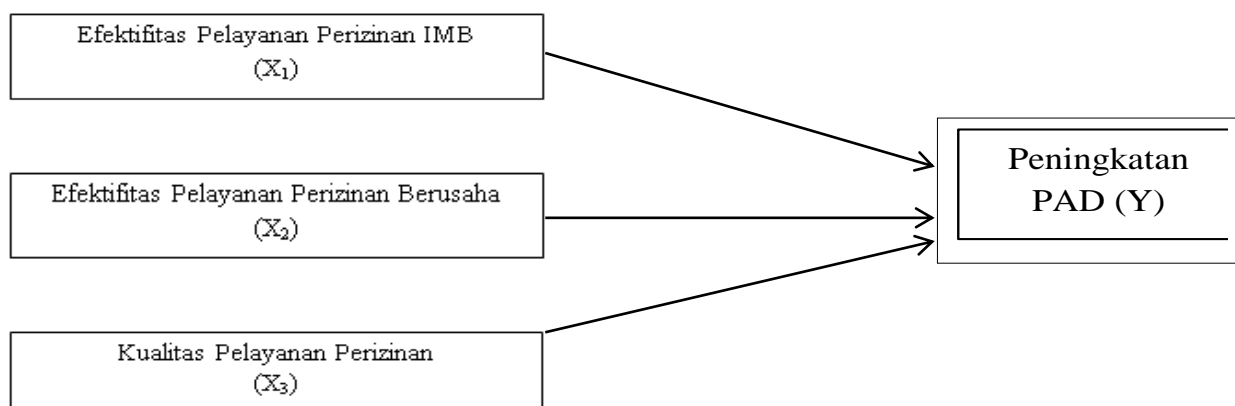 Efektifitas Pelayanan Perizinan IMB
(X₁)
Efektifitas Pelayanan Perizinan Berusaha
(X₂)
Kualitas Pelayanan Perizinan
(X₃)
Peningkatan
PAD (Y)